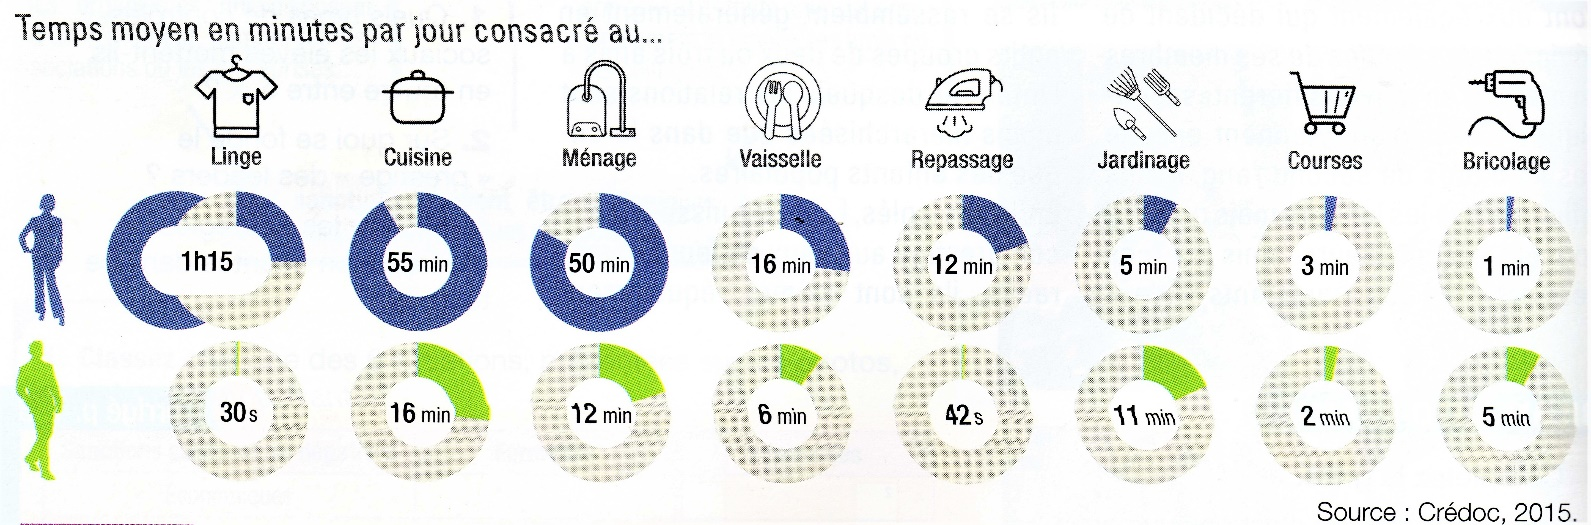 Temps moyen en minutes par jour consacré au...
Linge Cuisine Ménage Vaisselle Repassage Jardinage Courses Bricolage
1h15 55 min 50 min 16 min 12 min 5 min 3 min 1 min
30s 16 min 12 min 6 min 42s 11 min 2 min 5 min
Source : Crédoc, 2015.